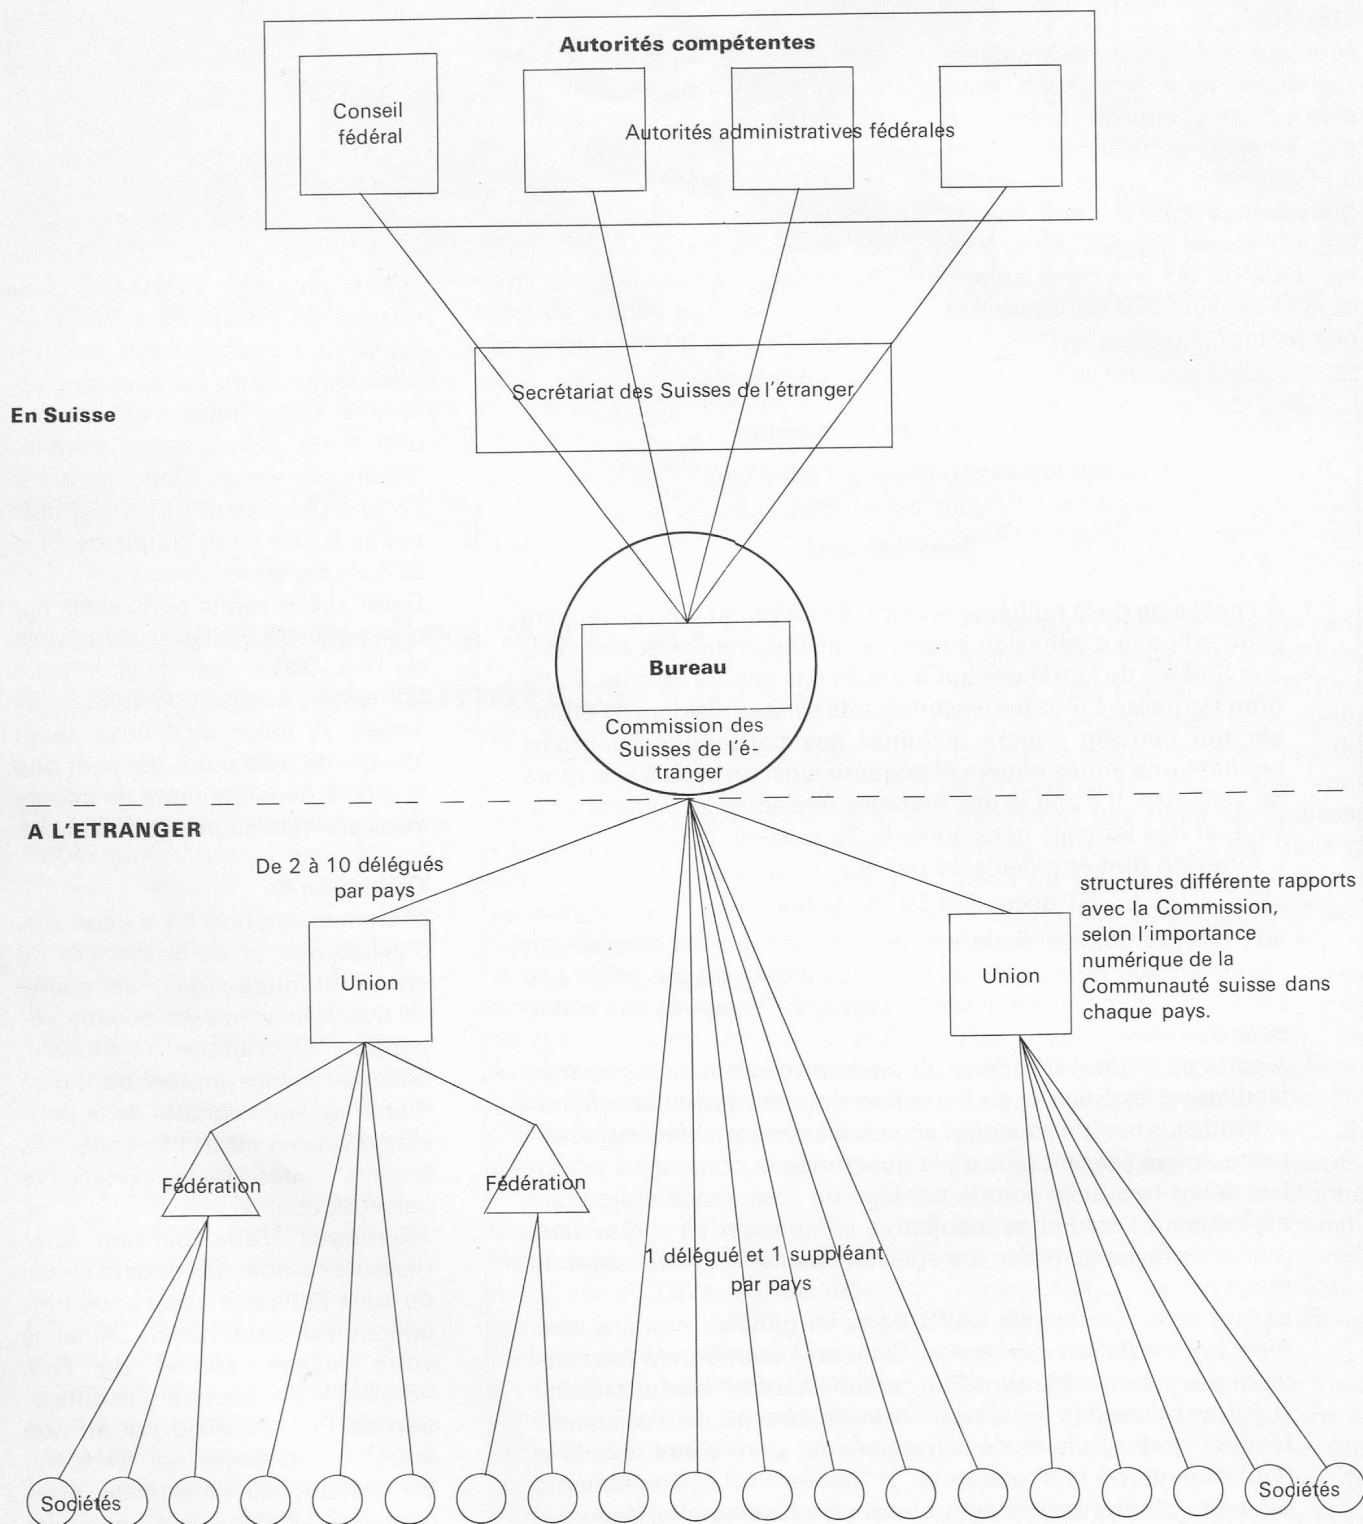 Autorités compétentes
Conseil
fédéral
Autorités administratives fédérales
Secrétariat des Suisses de l'étranger
En Suisse
Bureau
Commission des
Suisses de l'é-
tranger
A L'ETRANGER
De 2 à 10 délégués
par pays
structures différente rapports
avec la Commission,
selon l'importance
numérique de la
Communauté suisse dans
chaque pays.
Union
Union
Fédération
Fédération
1 délégué et 1 suppléant
par pays
Sociétés
Sociétés